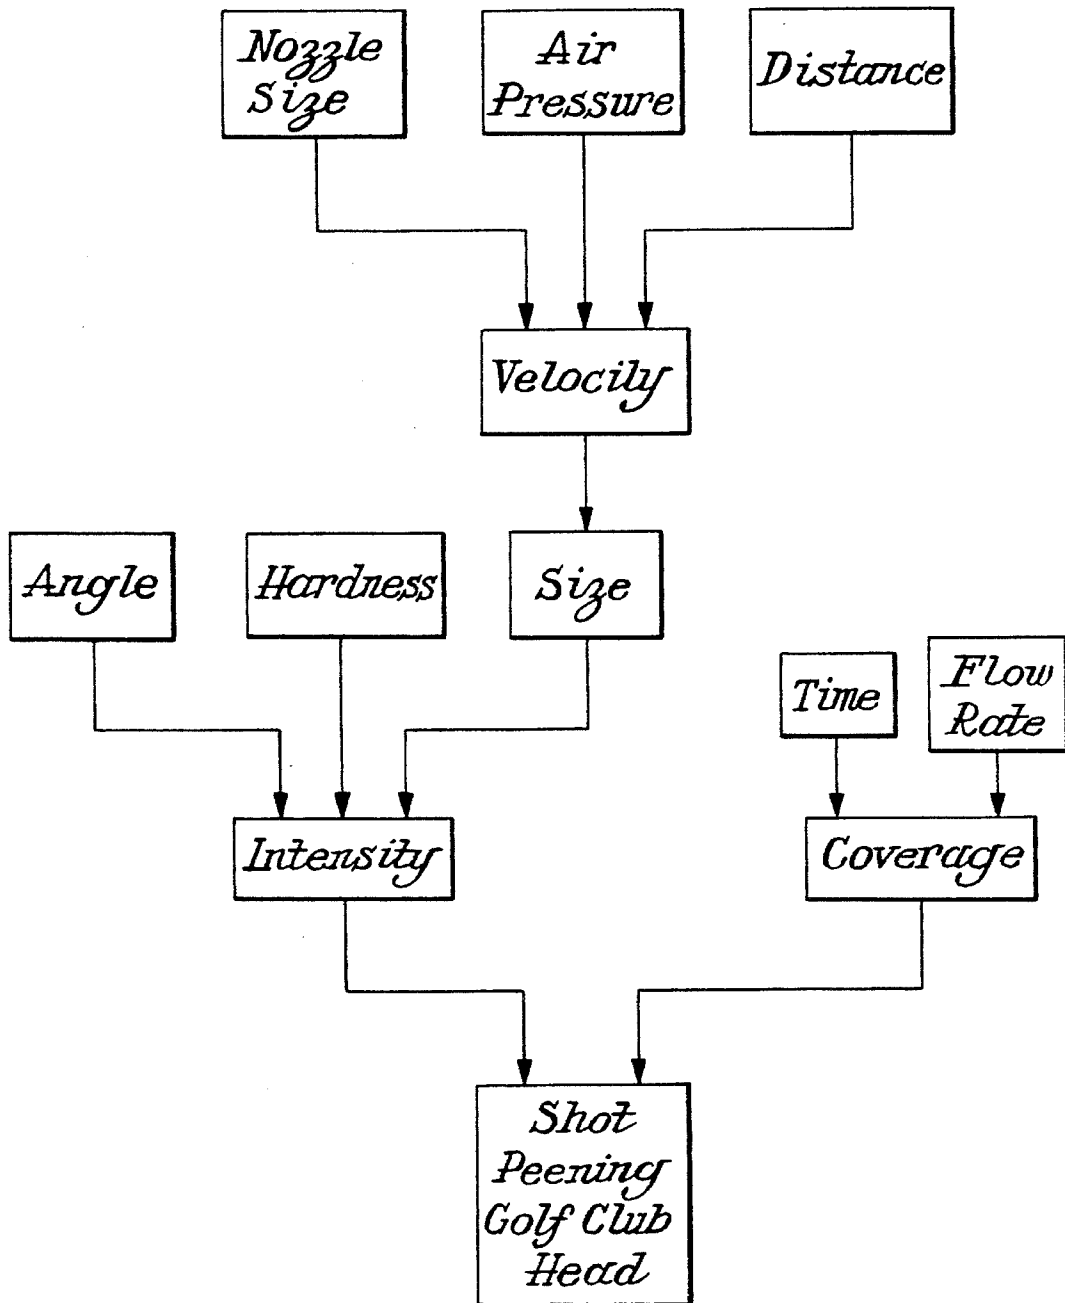 Nozzle
Size
Air
Pressure
Distance
Velocity
Angle
Hardness
Size
Time
Flow
Rate
Intensity
Coverage
Shot
Peening
Golf Club
Head